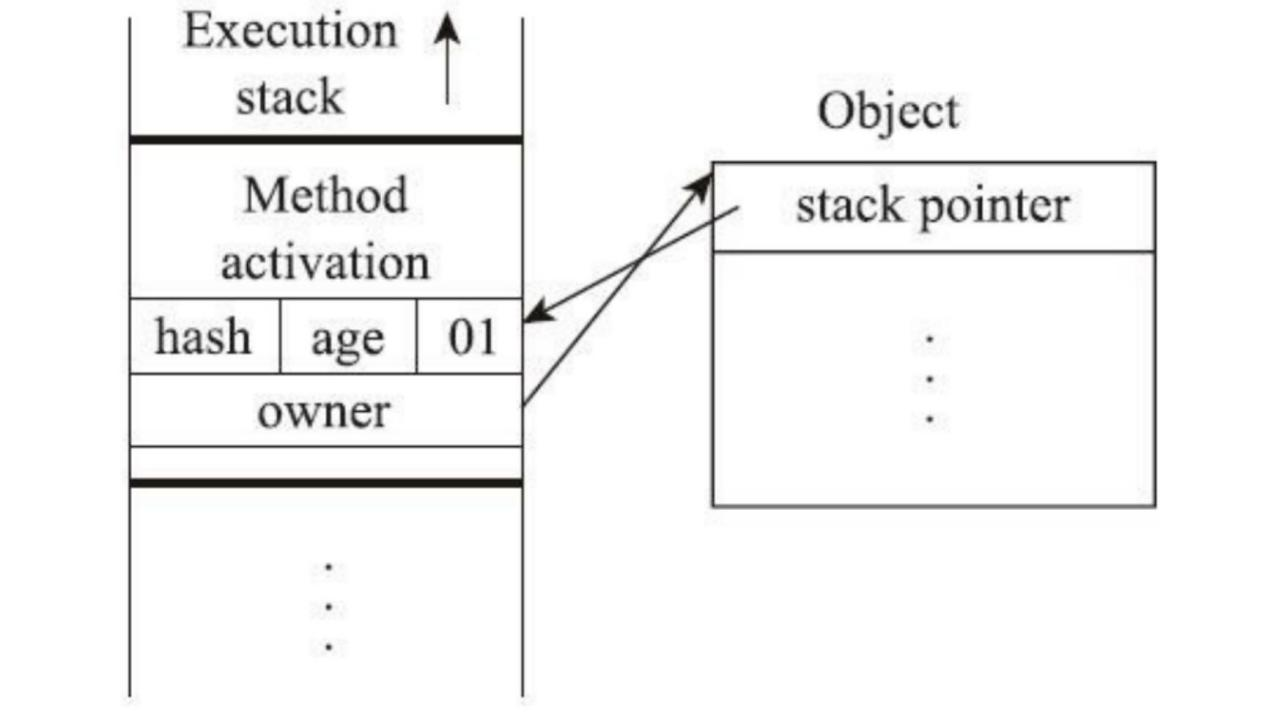 Execution
stack
Method
activation
hash age 01
owner
Object
stack pointer